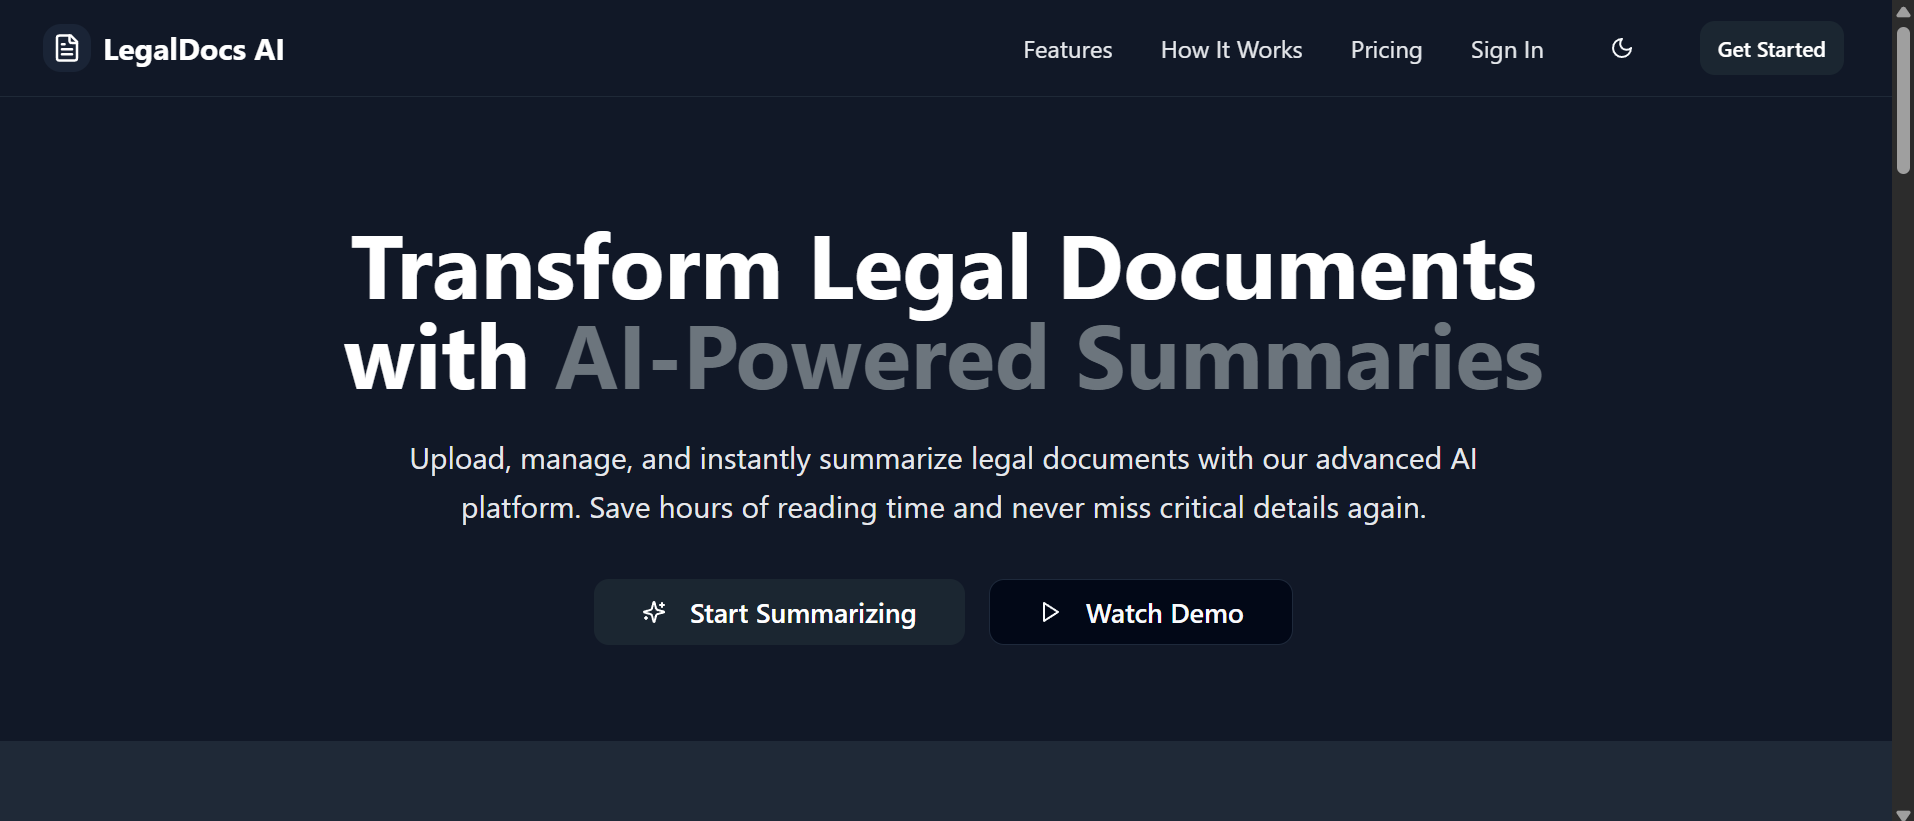 LegalDocs AI
Features
How It Works
Pricing
Sign In
Get Started
Transform Legal Documents
with AI-Powered Summaries
Upload, manage, and instantly summarize legal documents with our advanced AI
platform. Save hours of reading time and never miss critical details again.
Start Summarizing
Watch Demo